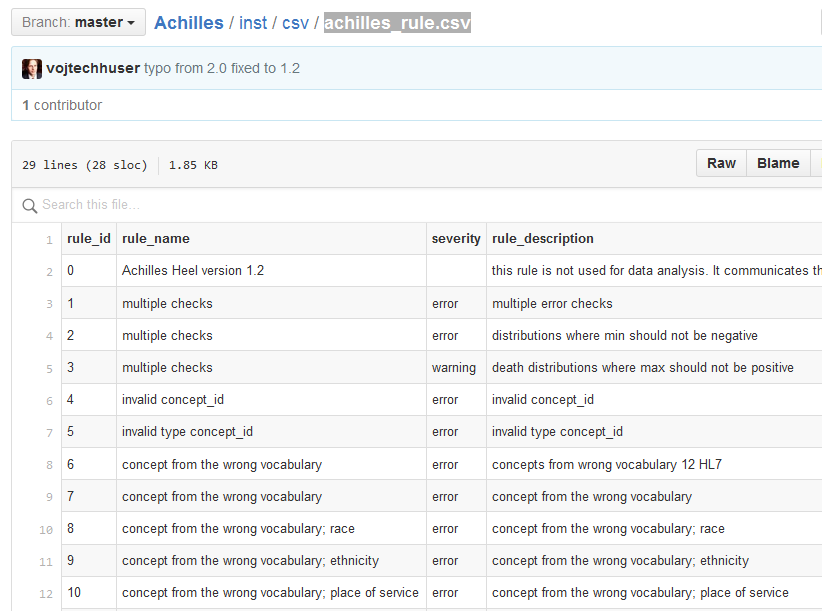 Branch: master Achilles / inst / csv / achilles_rule.csv
vojtechhuser typo from 2.0 fixed to 1.2
1 contributor
29 lines (28 sloc) 1.85 KB Raw Blame
Search this file…
1 rule_id rule_name severity rule_description
2 0 Achilles Heel version 1.2 this rule is not used for data analysis. It communicates
3 1 multiple checks error multiple error checks
4 2 multiple checks error distributions where min should not be negative
5 3 multiple checks warning death distributions where max should not be positive
6 4 invalid concept_id error invalid concept_id
7 5 invalid type concept_id error invalid type concept_id
8 6 concept from the wrong vocabulary error concepts from wrong vocabulary 12 HL7
9 7 concept from the wrong vocabulary error concept from the wrong vocabulary
10 8 concept from the wrong vocabulary; race error concept from the wrong vocabulary; race
11 9 concept from the wrong vocabulary; ethnicity error concept from the wrong vocabulary; ethnicity
12 10 concept from the wrong vocabulary; place of service error concept from the wrong vocabulary; place of service